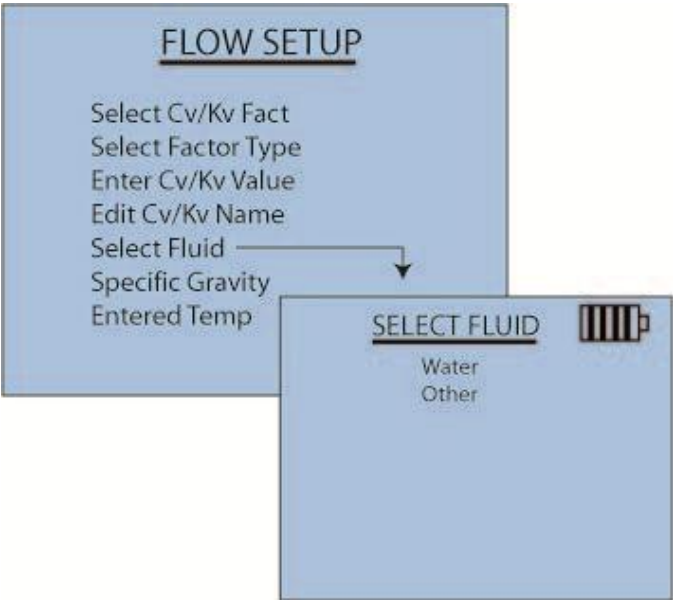 FLOW SETUP
Select Cv/Kv Fact
Select Factor Type
Enter Cv/Kv Value
Edit Cv/Kv Name
Select Fluid
Specific Gravity
Entered Temp
SELECT FLUID
Water
Other